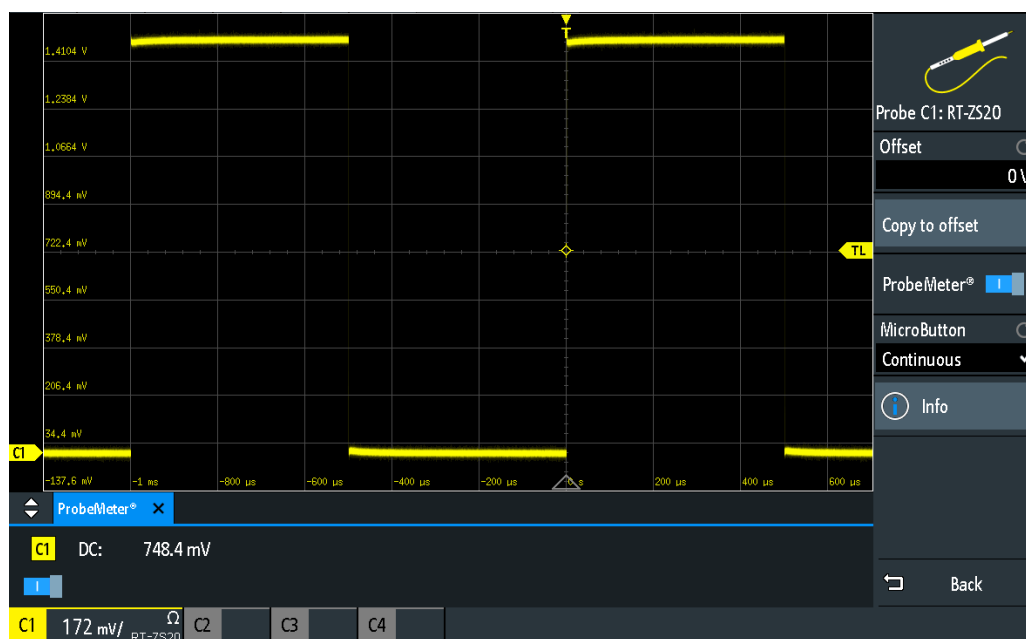 T
1.4104 V
1.2384 V
1.0664 V
894.4 mV
722.4 mV
TL
550.4 mV
378.4 mV
206.4 mV
34.4 mV
C1
-137.6 mV -1 ms -800 µs -600 µs -400 µs -200 µs 0 s 200 µs 400 µs 600 µs
Probe C1: RT-ZS20
Offset
0 V
Copy to offset
ProbeMeter®
MicroButton
Continuous
i Info
Back
ProbeMeter® ×
C1 DC: 748.4 mV
C1 172 mV/ Ω RT-ZS20 C2 C3 C4